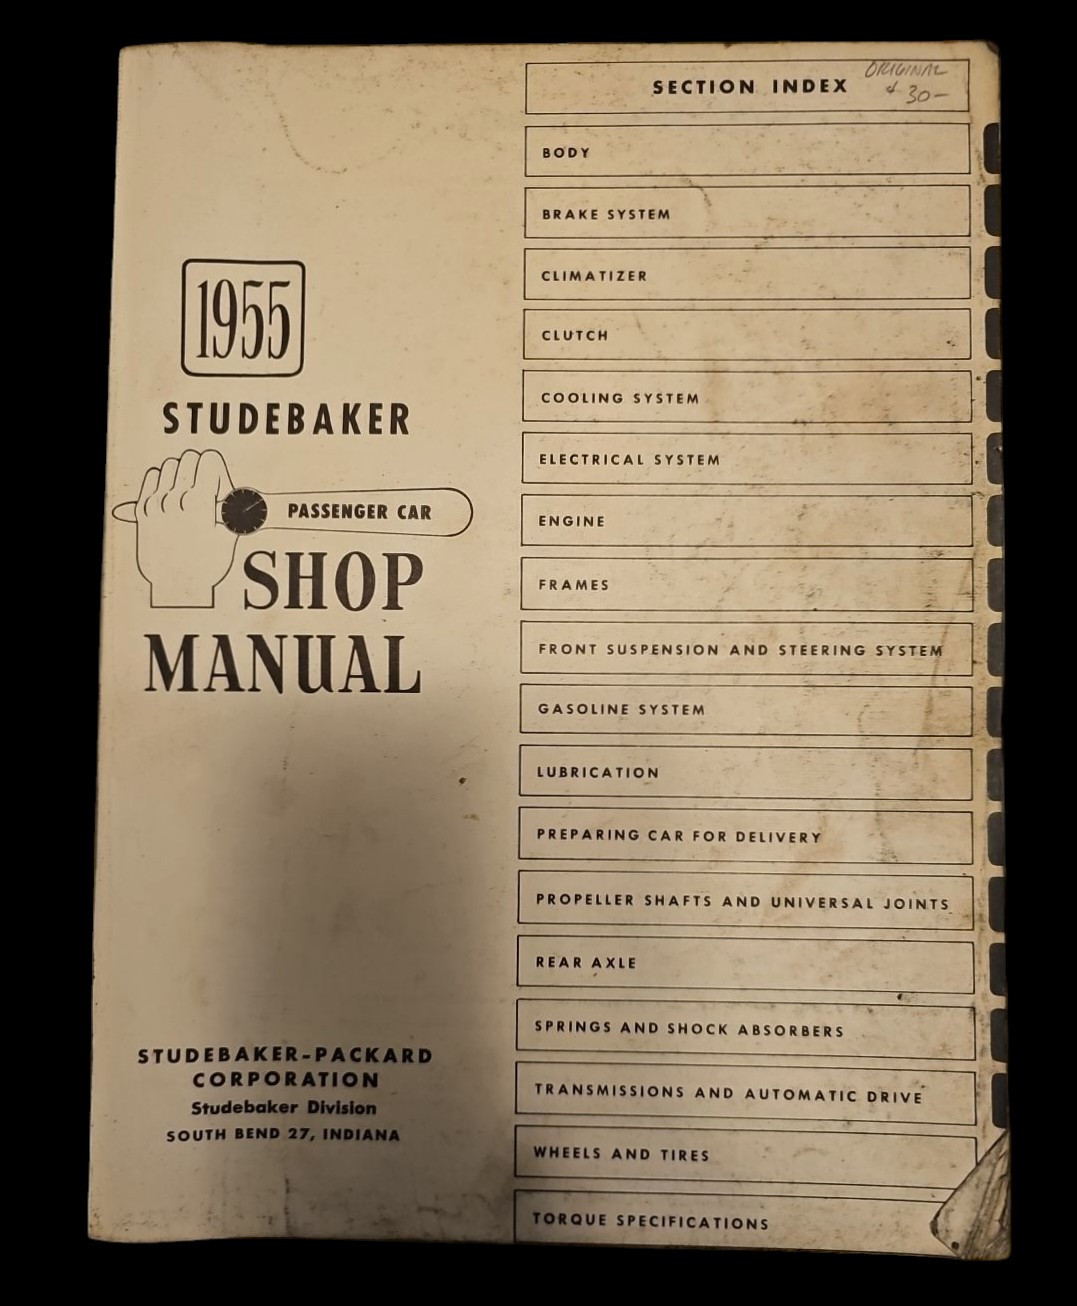 1955
STUDEBAKER
PASSENGER CAR
SHOP
MANUAL
STUDEBAKER-PACKARD
CORPORATION
Studebaker Division
SOUTH BEND 27, INDIANA
SECTION INDEX
ORIGINAL
$30-
BODY
BRAKE SYSTEM
CLIMATIZER
CLUTCH
COOLING SYSTEM
ELECTRICAL SYSTEM
ENGINE
FRAMES
FRONT SUSPENSION AND STEERING SYSTEM
GASOLINE SYSTEM
LUBRICATION
PREPARING CAR FOR DELIVERY
PROPELLER SHAFTS AND UNIVERSAL JOINTS
REAR AXLE
SPRINGS AND SHOCK ABSORBERS
TRANSMISSIONS AND AUTOMATIC DRIVE
WHEELS AND TIRES
TORQUE SPECIFICATIONS